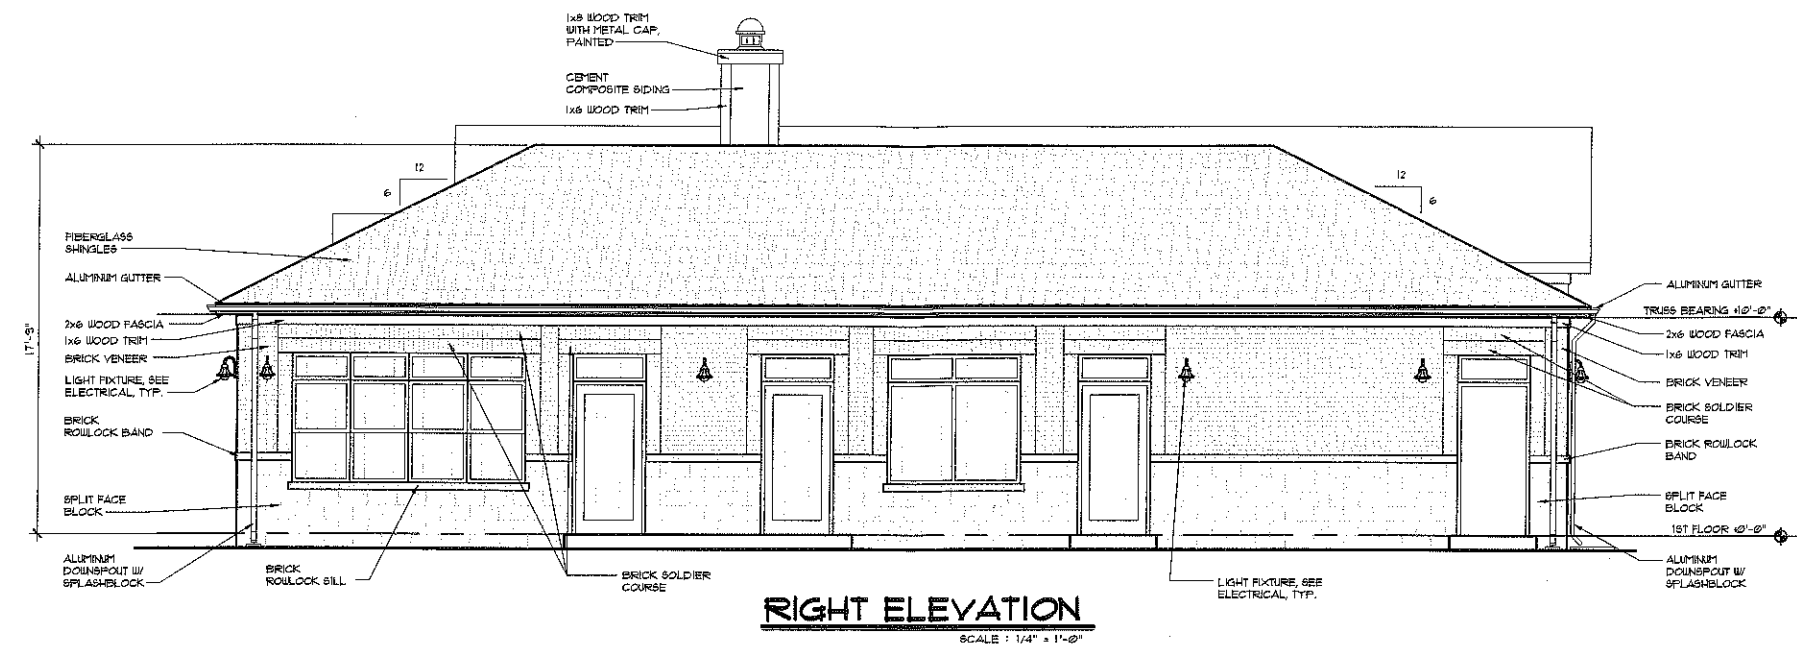 1x8 WOOD TRIM
WITH METAL CAP,
PAINTED
CEMENT
COMPOSITE SIDING
1x6 WOOD TRIM
12
6
12
6
17'-9"
FIBERGLASS
SHINGLES
ALUMINUM GUTTER
2x6 WOOD FASCIA
1x6 WOOD TRIM
BRICK VENEER
LIGHT FIXTURE, SEE
ELECTRICAL, TYP.
BRICK
ROWLOCK BAND
SPLIT FACE
BLOCK
ALUMINUM
DOWNSPOUT W/
SPLASHBLOCK
BRICK
ROWLOCK SILL
BRICK SOLDIER
COURSE
LIGHT FIXTURE, SEE
ELECTRICAL, TYP.
ALUMINUM GUTTER
TRUSS BEARING +10'-0"
2x6 WOOD FASCIA
1x6 WOOD TRIM
BRICK VENEER
BRICK SOLDIER
COURSE
BRICK ROWLOCK
BAND
SPLIT FACE
BLOCK
1ST FLOOR +0'-0"
ALUMINUM
DOWNSPOUT W/
SPLASHBLOCK
RIGHT ELEVATION
SCALE : 1/4" = 1'-0"